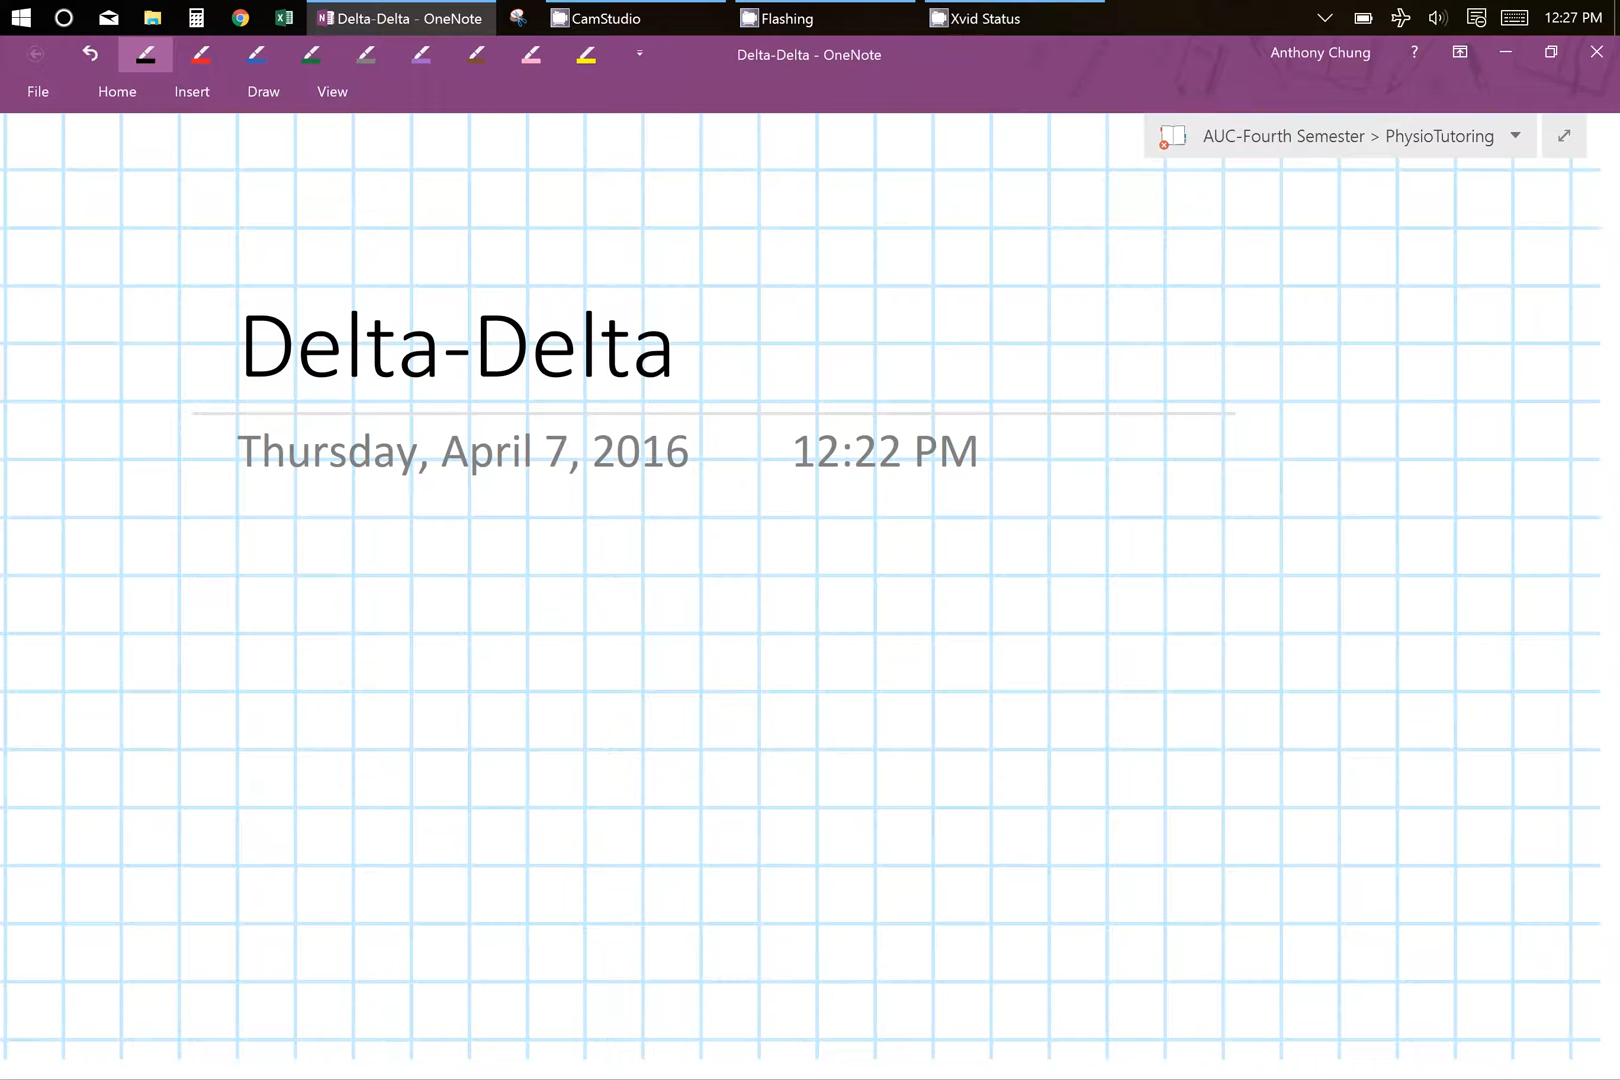 Delta-Delta - OneNote
CamStudio
Flashing
Xvid Status
12:27 PM
Delta-Delta - OneNote
Anthony Chung
?
File
Home
Insert
Draw
View
AUC-Fourth Semester > PhysioTutoring
Delta-Delta
Thursday, April 7, 2016 12:22 PM